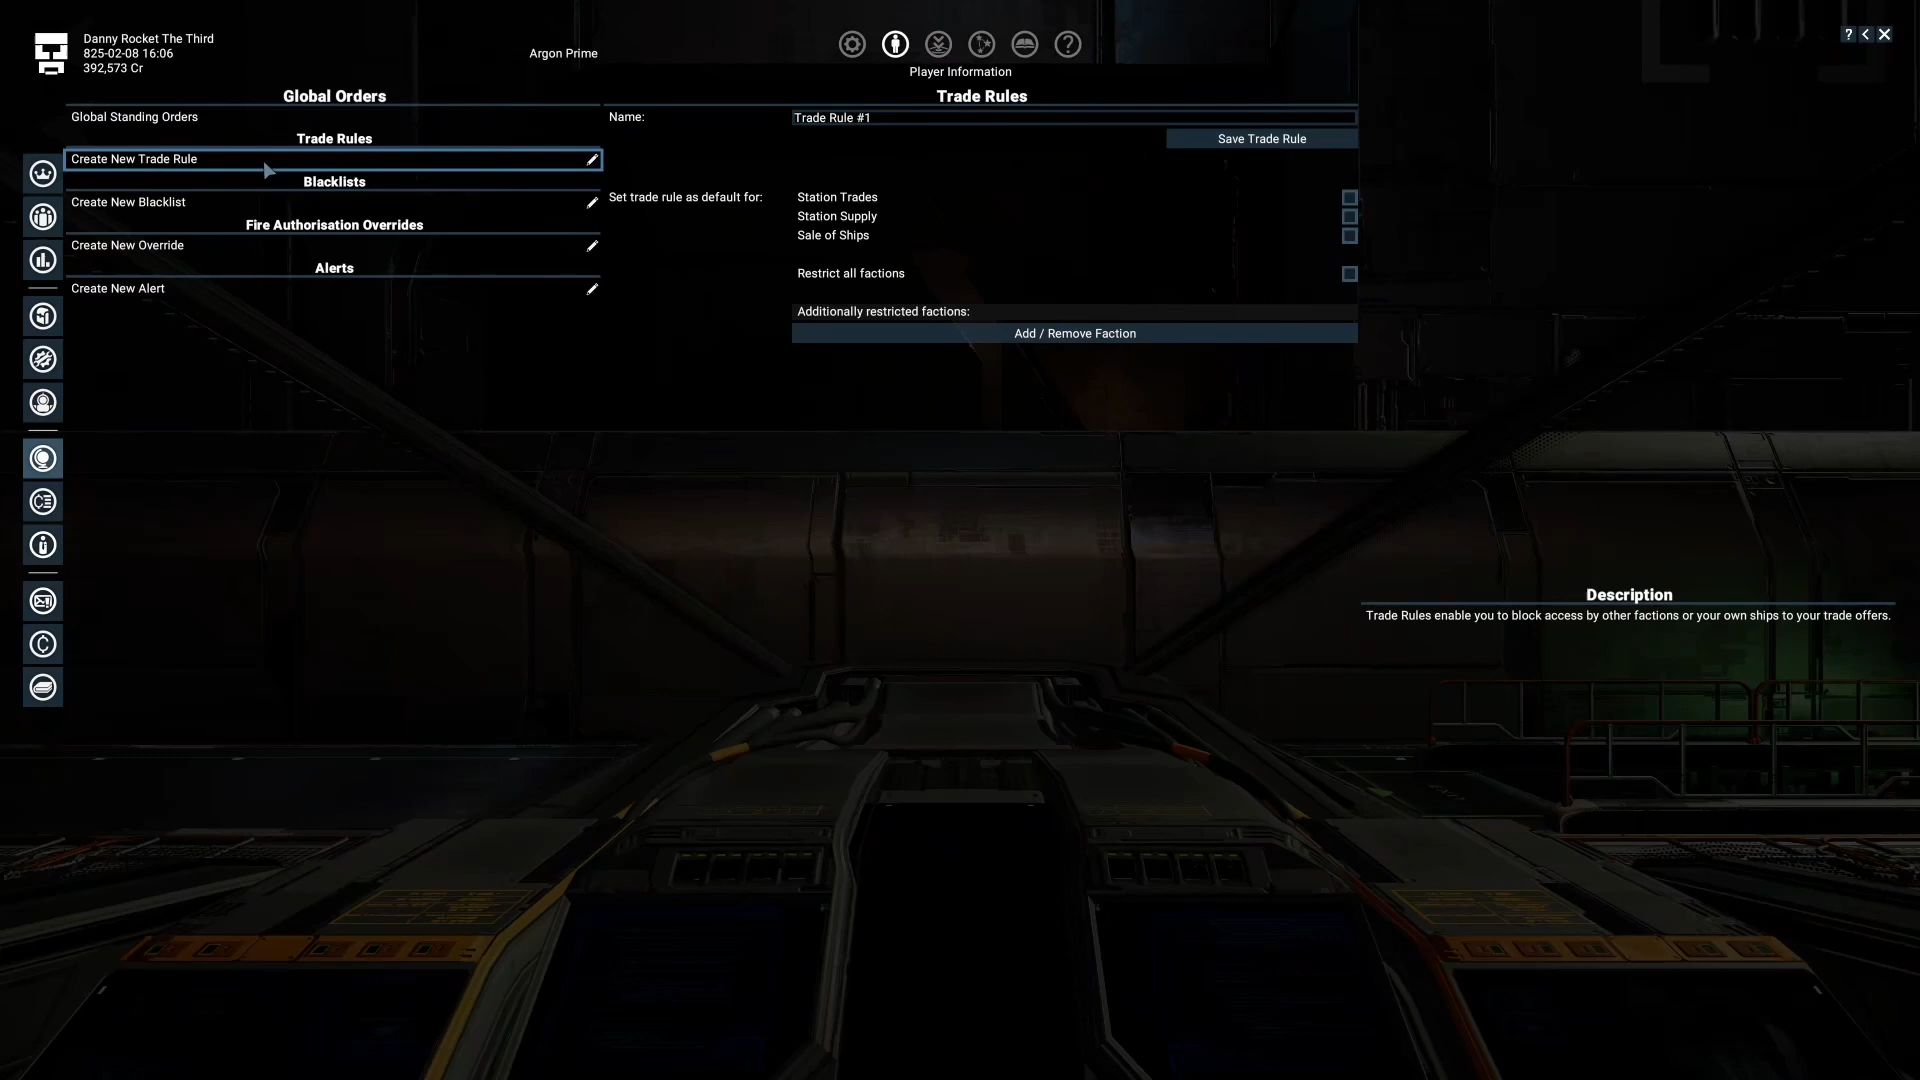 Danny Rocket The Third
825-02-08 16:06
392,573 Cr
Argon Prime
Player Information
? < X
Global Orders
Global Standing Orders
Trade Rules
Create New Trade Rule
Blacklists
Create New Blacklist
Fire Authorisation Overrides
Create New Override
Alerts
Create New Alert
Trade Rules
Name: Trade Rule #1
Save Trade Rule
Set trade rule as default for: Station Trades
Station Supply
Sale of Ships
Restrict all factions
Additionally restricted factions:
Add / Remove Faction
Description
Trade Rules enable you to block access by other factions or your own ships to your trade offers.